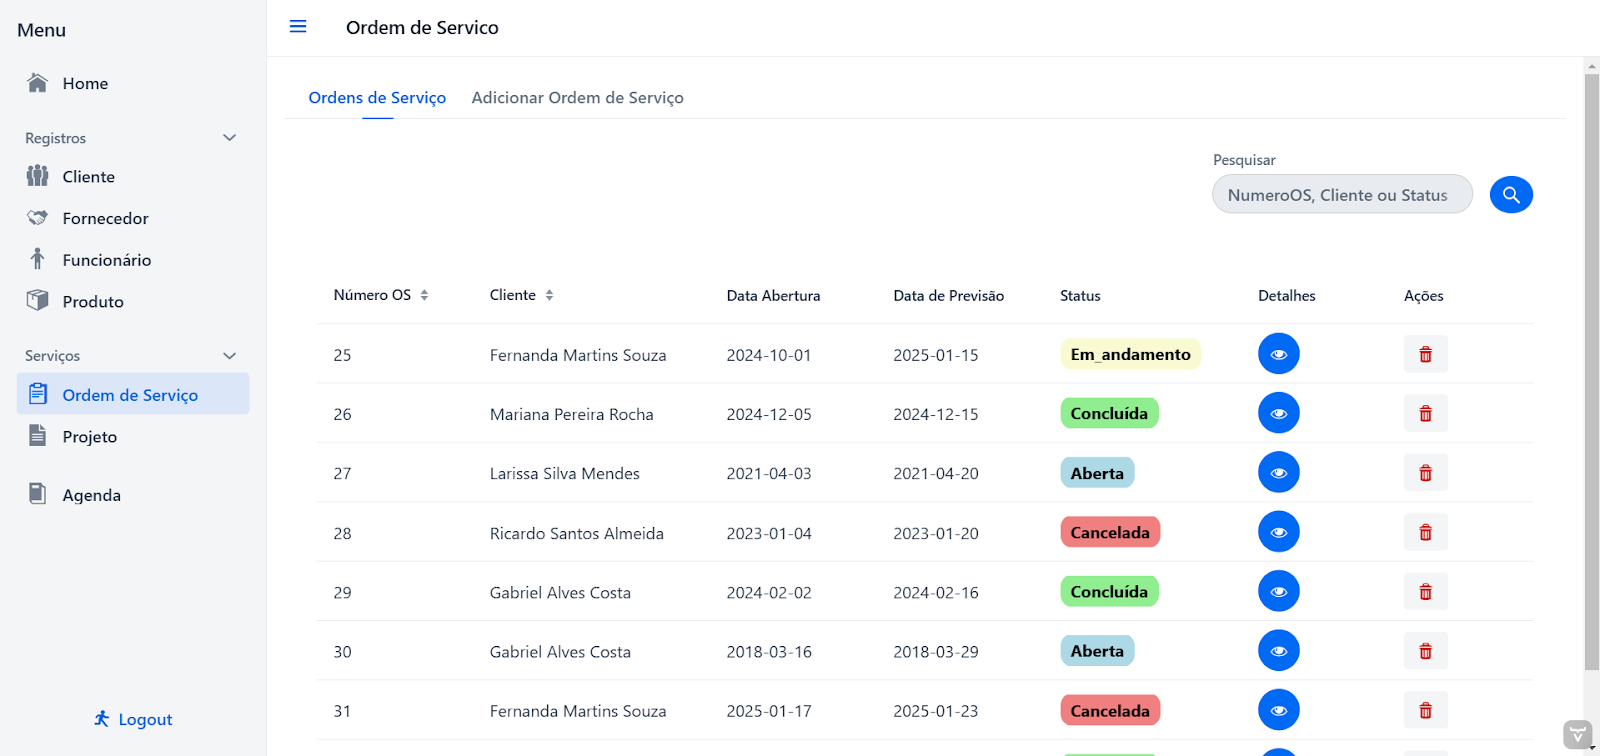 Menu
Home
Registros
Cliente
Fornecedor
Funcionário
Produto
Serviços
Ordem de Serviço
Projeto
Agenda
Logout
Ordem de Servico
Ordens de Serviço Adicionar Ordem de Serviço
Pesquisar
NumeroOS, Cliente ou Status
Número OS Cliente Data Abertura Data de Previsão Status Detalhes Ações
25 Fernanda Martins Souza 2024-10-01 2025-01-15 Em_andamento
26 Mariana Pereira Rocha 2024-12-05 2024-12-15 Concluída
27 Larissa Silva Mendes 2021-04-03 2021-04-20 Aberta
28 Ricardo Santos Almeida 2023-01-04 2023-01-20 Cancelada
29 Gabriel Alves Costa 2024-02-02 2024-02-16 Concluída
30 Gabriel Alves Costa 2018-03-16 2018-03-29 Aberta
31 Fernanda Martins Souza 2025-01-17 2025-01-23 Cancelada